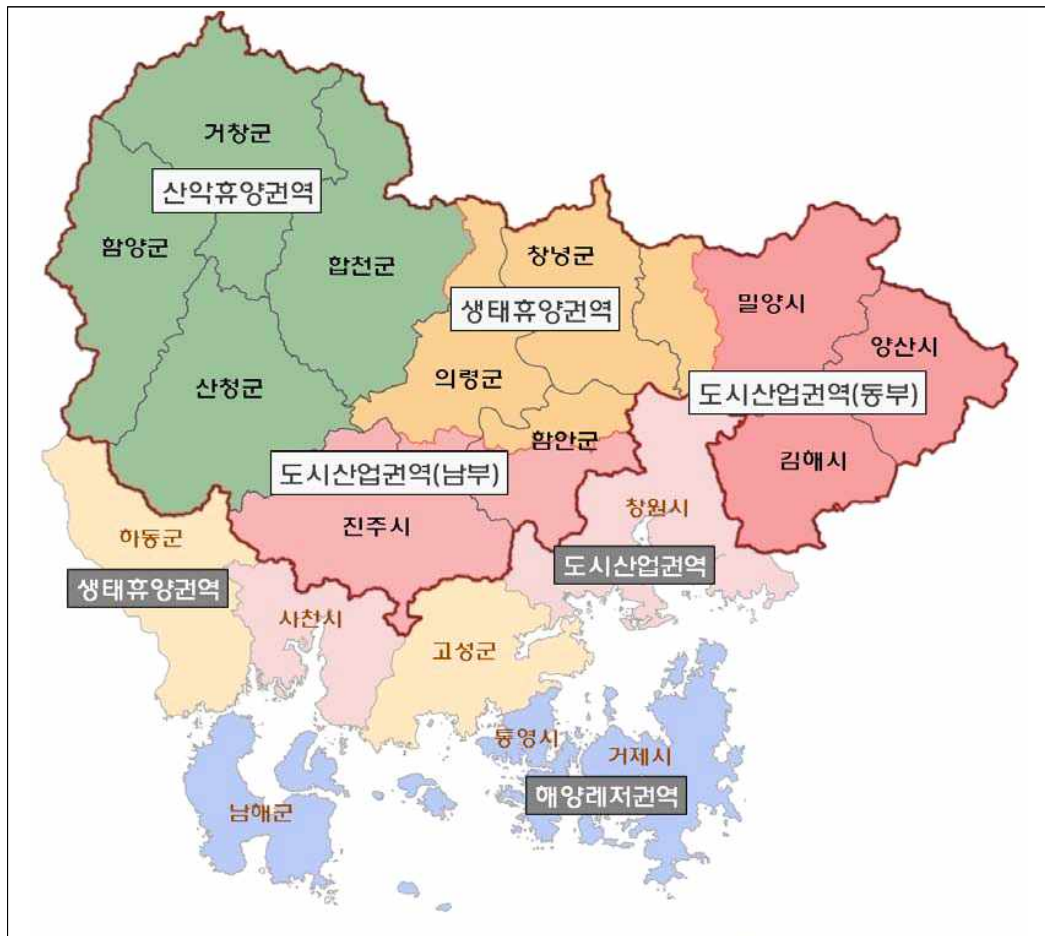 거창군
산악휴양권역
함양군
합천군
창녕군
생태휴양권역
밀양시
양산시
의령군
산청군
도시산업권역(동부)
함안군
도시산업권역(남부)
김해시
진주시
창원시
하동군
도시산업권역
생태휴양권역
사천시
고성군
통영시
거제시
해양레저권역
남해군